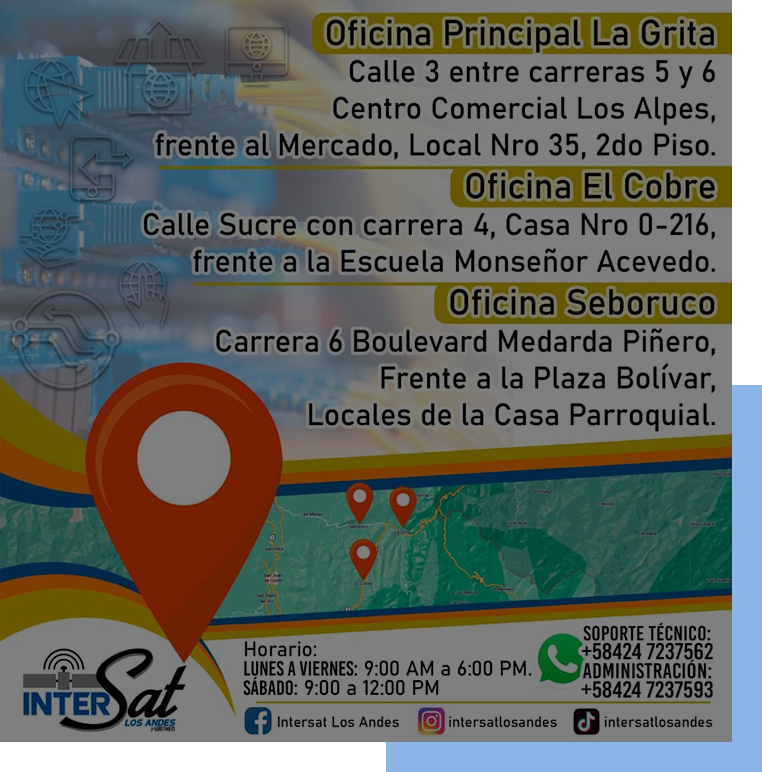 Oficina Principal La Grita
Calle 3 entre carreras 5 y 6
Centro Comercial Los Alpes,
frente al Mercado, Local Nro 35, 2do Piso.
Oficina El Cobre
Calle Sucre con carrera 4, Casa Nro 0-216,
frente a la Escuela Monseñor Acevedo.
Oficina Seboruco
Carrera 6 Boulevard Medarda Piñero,
Frente a la Plaza Bolívar,
Locales de la Casa Parroquial.
El Cobre
INTERSat
LOS ANDES
Horario:
LUNES A VIERNES: 9:00 AM a 6:00 PM.
SÁBADO: 9:00 a 12:00 PM
SOPORTE TÉCNICO:
+58424 7237562
ADMINISTRACIÓN:
+58424 7237593
Intersat Los Andes
intersatlosandes
intersatlosandes